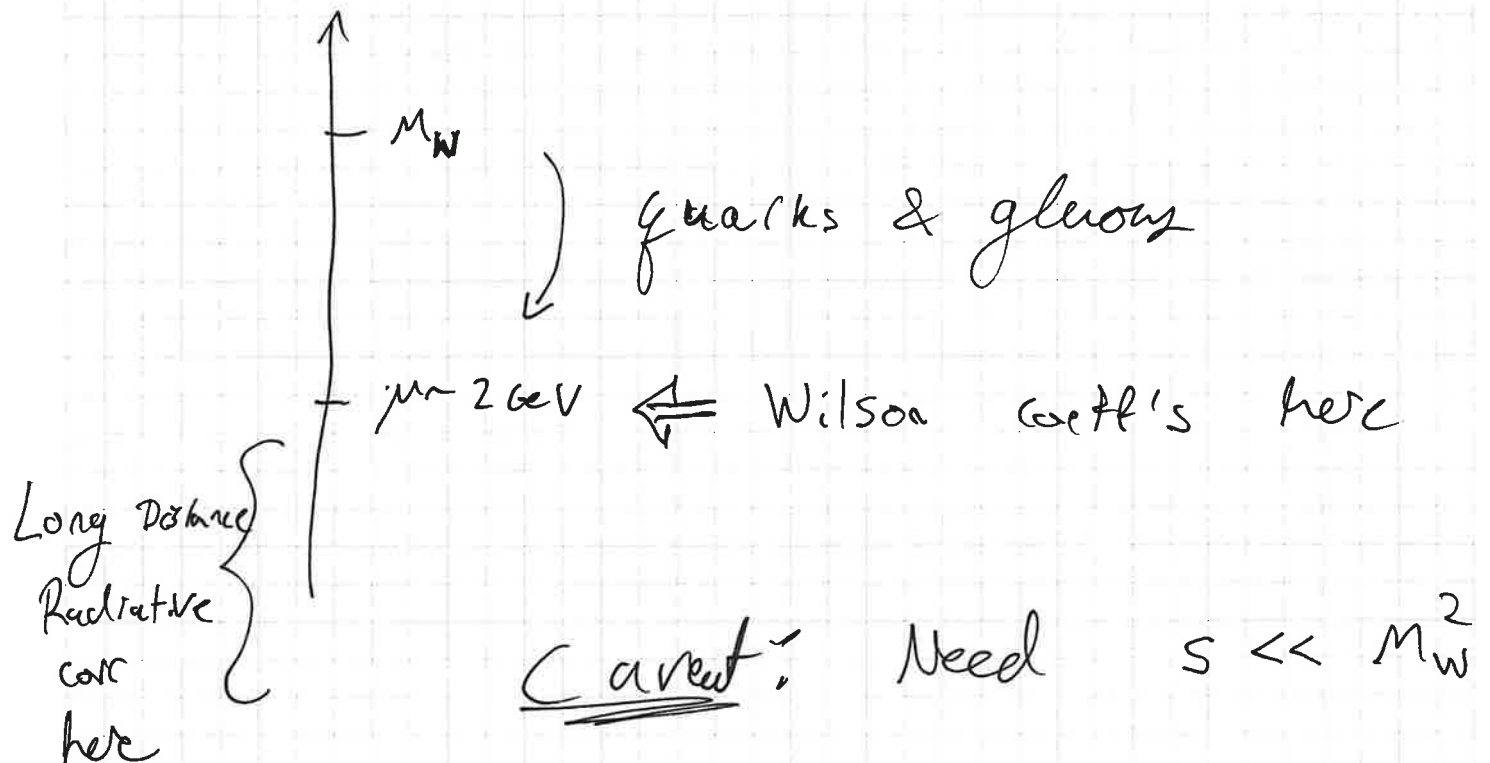 M_W
quarks & gluons
μ ~ 2 GeV ⇐ Wilson coeff's here
Long Distance
Radiative
corr
here
Caveat: Need s << M_W^2